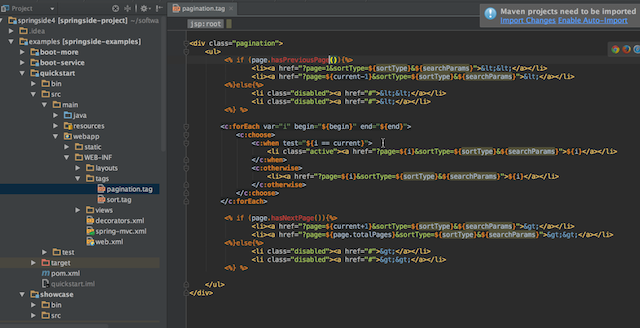 springside4 (springside-project) ~/softwa
.idea
examples (springside-examples)
boot-more
boot-service
quickstart
bin
src
main
java
resources
webapp
static
WEB-INF
layouts
tags
pagination.tag
sort.tag
views
decorators.xml
spring-mvc.xml
web.xml
test
target
pom.xml
quickstart.iml
showcase
bin
src
pagination.tag
jsp:root
Maven projects need to be imported
Import Changes Enable Auto-Import
<div class="pagination">
<ul>
<% if (page.hasPreviousPage()){%>
<li><a href="?page=1&sortType=${sortType}&${searchParams}">&lt;&lt;</a></li>
<li><a href="?page=${current-1}&sortType=${sortType}&${searchParams}">&lt;</a></li>
<%}else{%>
<li class="disabled"><a href="#">&lt;&lt;</a></li>
<li class="disabled"><a href="#">&lt;</a></li>
<%} %>
<c:forEach var="i" begin="${begin}" end="${end}">
<c:choose>
<c:when test="${i == current}">
<li class="active"><a href="?page=${i}&sortType=${sortType}&${searchParams}">${i}</a></li>
</c:when>
<c:otherwise>
<li><a href="?page=${i}&sortType=${sortType}&${searchParams}">${i}</a></li>
</c:otherwise>
</c:choose>
</c:forEach>
<% if (page.hasNextPage()){%>
<li><a href="?page=${current+1}&sortType=${sortType}&${searchParams}">&gt;</a></li>
<li><a href="?page=${page.totalPages}&sortType=${sortType}&${searchParams}">&gt;&gt;</a></li>
<%}else{%>
<li class="disabled"><a href="#">&gt;</a></li>
<li class="disabled"><a href="#">&gt;&gt;</a></li>
<%} %>
</ul>
</div>